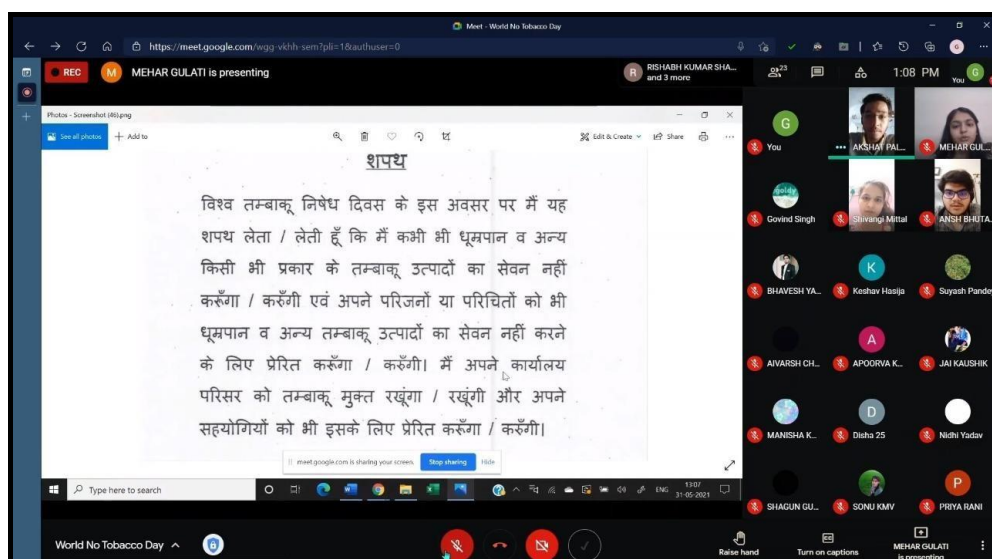 Meet - World No Tobacco Day
https://meet.google.com/wgg-vkhh-sem?pli=1&authuser=0
REC
M
MEHAR GULATI is presenting
R
RISHABH KUMAR SHA...
and 3 more
23
1:08 PM
You
G
Photos - Screenshot (46).png
See all photos
Add to
Edit & Create
Share
शपथ
विश्व तम्बाकू निषेध दिवस के इस अवसर पर मैं यह
शपथ लेता / लेती हूँ कि मैं कभी भी धूम्रपान व अन्य
किसी भी प्रकार के तम्बाकू उत्पादों का सेवन नहीं
करूँगा / करुँगी एवं अपने परिजनों या परिचितों को भी
धूम्रपान व अन्य तम्बाकू उत्पादों का सेवन नहीं करने
के लिए प्रेरित करूँगा / करुँगी। मैं अपने कार्यालय
परिसर को तम्बाकू मुक्त रखूंगा / रखूंगी और अपने
सहयोगियों को भी इसके लिए प्रेरित करूँगा / करुँगी।
meet.google.com is sharing your screen.
Stop sharing
Hide
Type here to search
ENG
13:07
31-05-2021
G
You
AKSHAT PAL...
MEHAR GUL...
goldy
Govind Singh
Shivangi Mittal
ANSH BHUTA...
BHAVESH YA...
K
Keshav Hasija
Suyash Pandey
AIVARSH CH...
A
APOORVA K...
JAI KAUSHIK
MANISHA K...
D
Disha 25
Nidhi Yadav
SHAGUN GU...
SONU KMV
P
PRIYA RANI
World No Tobacco Day
Raise hand
Turn on captions
MEHAR GULATI
is presenting